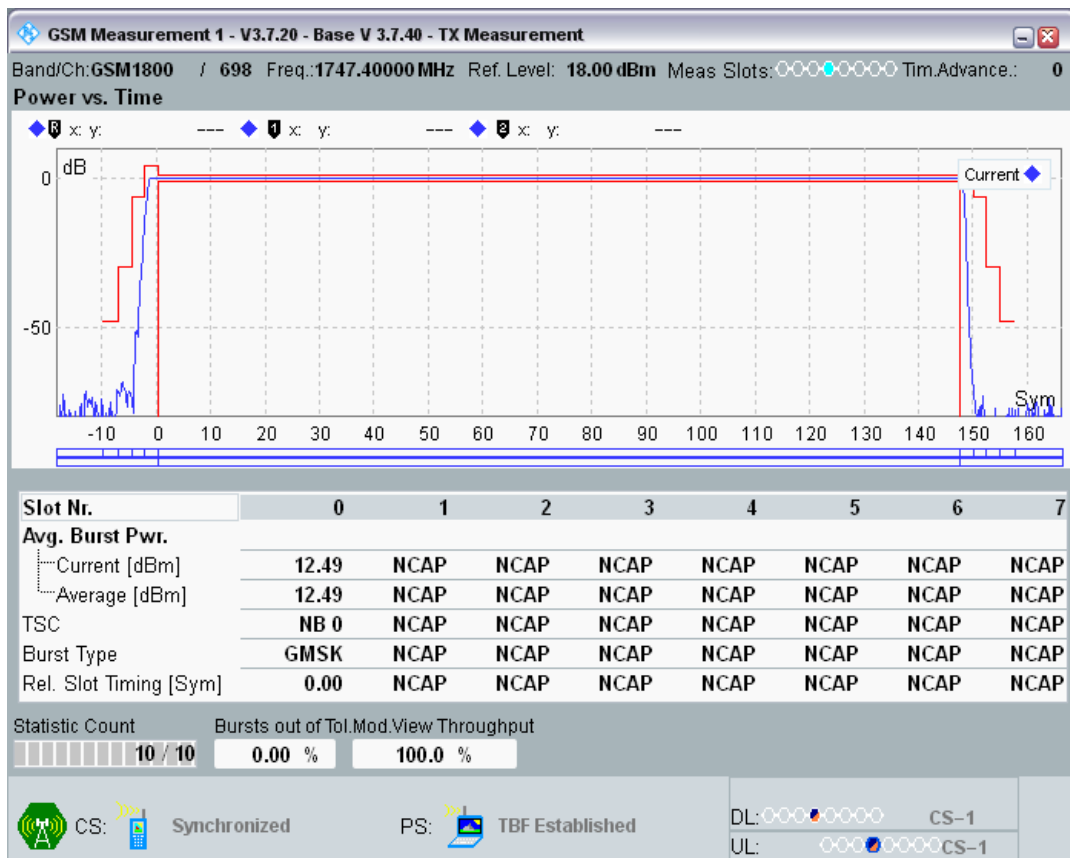 GSM Measurement 1 - V3.7.20 - Base V 3.7.40 - TX Measurement
Band/Ch:GSM1800 / 698 Freq.:1747.40000 MHz Ref. Level: 18.00 dBm Meas Slots: Tim.Advance.: 0
Power vs. Time
R x: y: --- 1 x: y: --- 2 x: y: ---
dB
Current
0
-50
Sym
-10 0 10 20 30 40 50 60 70 80 90 100 110 120 130 140 150 160
Slot Nr. 0 1 2 3 4 5 6 7
Avg. Burst Pwr.
Current [dBm] 12.49 NCAP NCAP NCAP NCAP NCAP NCAP NCAP
Average [dBm] 12.49 NCAP NCAP NCAP NCAP NCAP NCAP NCAP
TSC NB 0 NCAP NCAP NCAP NCAP NCAP NCAP NCAP
Burst Type GMSK NCAP NCAP NCAP NCAP NCAP NCAP NCAP
Rel. Slot Timing [Sym] 0.00 NCAP NCAP NCAP NCAP NCAP NCAP NCAP
Statistic Count Bursts out of Tol.Mod.View Throughput
10 / 10 0.00 % 100.0 %
CS: Synchronized PS: TBF Established
DL: CS-1
UL: CS-1